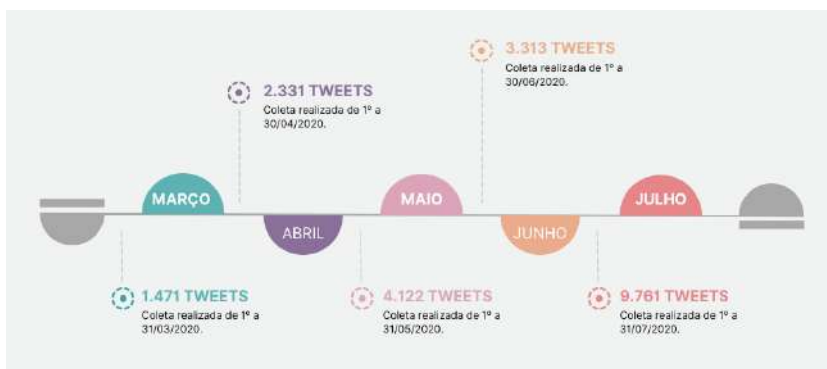 3.313 TWEETS
Coleta realizada de 1º a
30/06/2020.
2.331 TWEETS
Coleta realizada de 1º a
30/04/2020.
MARÇO
MAIO
JULHO
ABRIL
JUNHO
1.471 TWEETS
Coleta realizada de 1º a
31/03/2020.
4.122 TWEETS
Coleta realizada de 1º a
31/05/2020.
9.761 TWEETS
Coleta realizada de 1º a
31/07/2020.